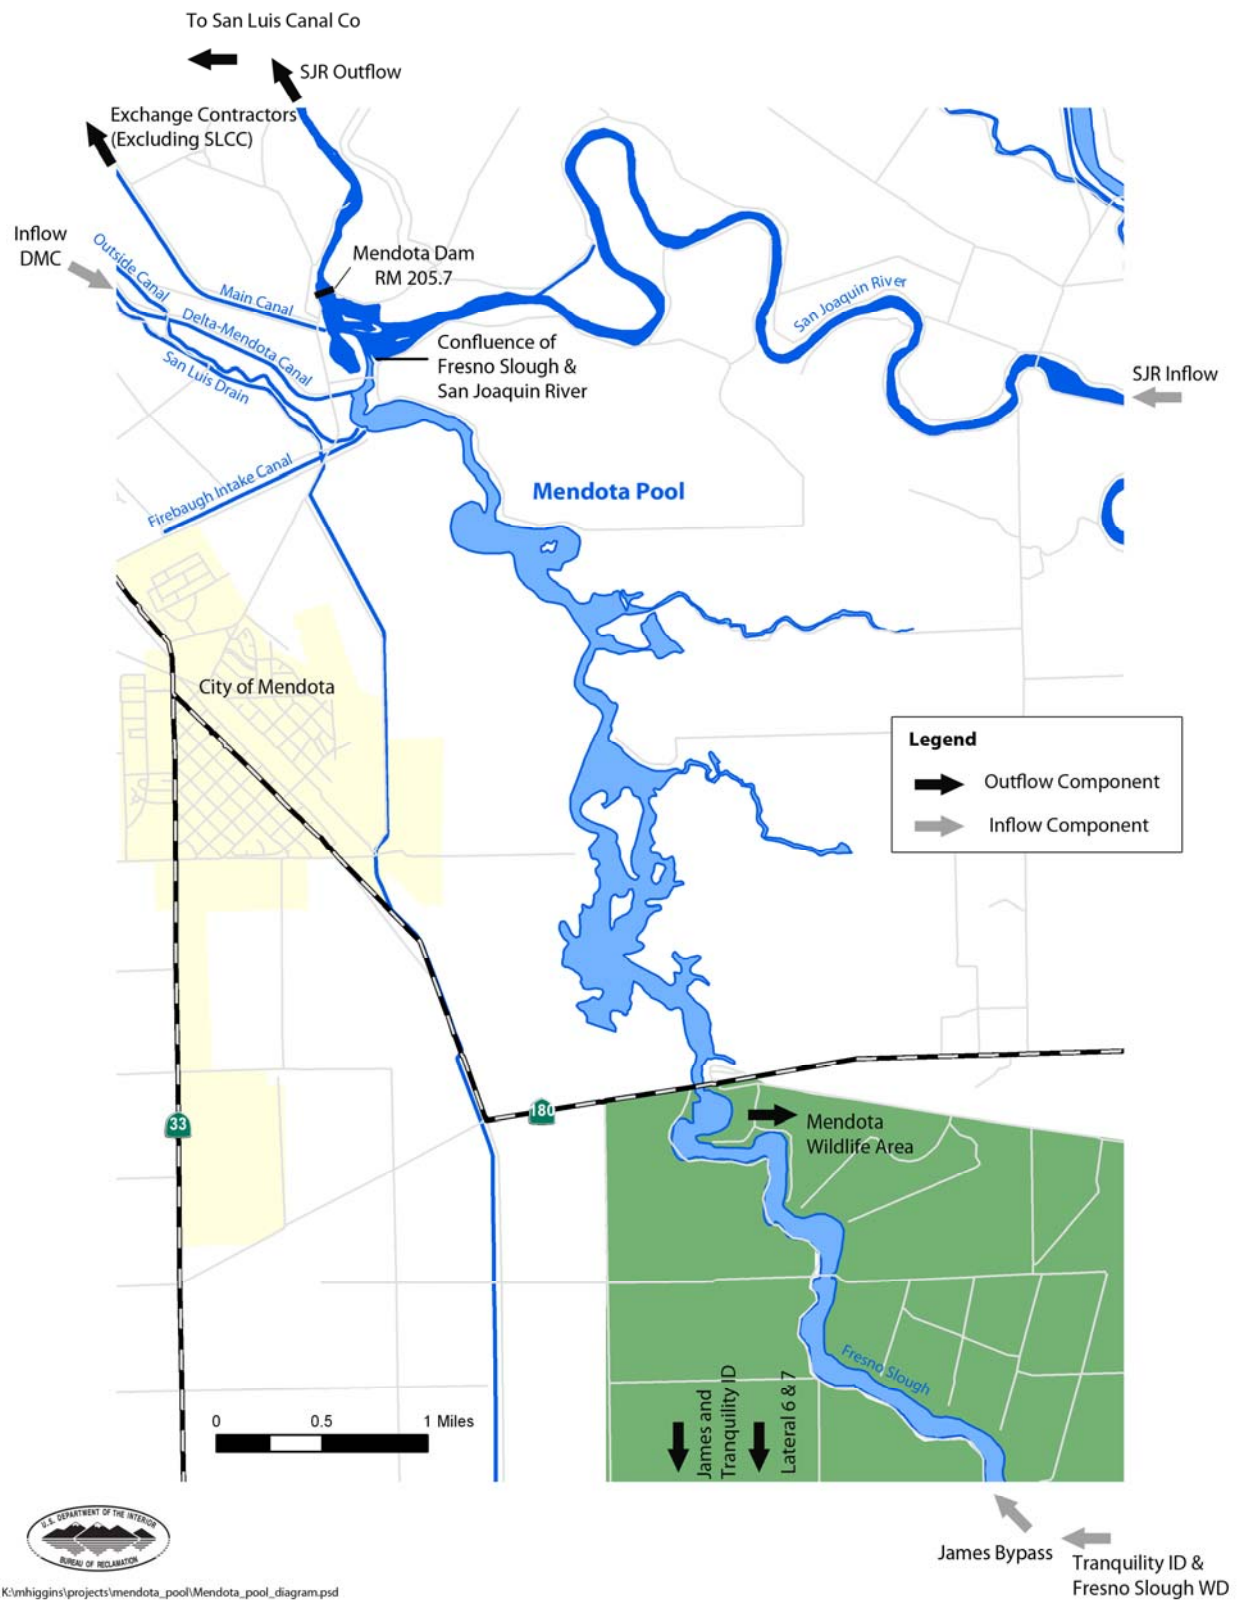 To San Luis Canal Co
SJR Outflow
Exchange Contractors
(Excluding SLCC)
Inflow
DMC
Outside Canal
Main Canal
Mendota Dam
RM 205.7
Delta-Mendota Canal
San Luis Drain
San Joaquin River
Confluence of
Fresno Slough &
San Joaquin River
SJR Inflow
Firebaugh Intake Canal
Mendota Pool
City of Mendota
Legend
Outflow Component
Inflow Component
33
180
Mendota
Wildlife Area
Fresno Slough
James and
Tranquility ID
Lateral 6 & 7
0 0.5 1 Miles
U.S. DEPARTMENT OF THE INTERIOR
BUREAU OF RECLAMATION
James Bypass
Tranquility ID &
Fresno Slough WD
K:\mhiggins\projects\mendota_pool\Mendota_pool_diagram.psd